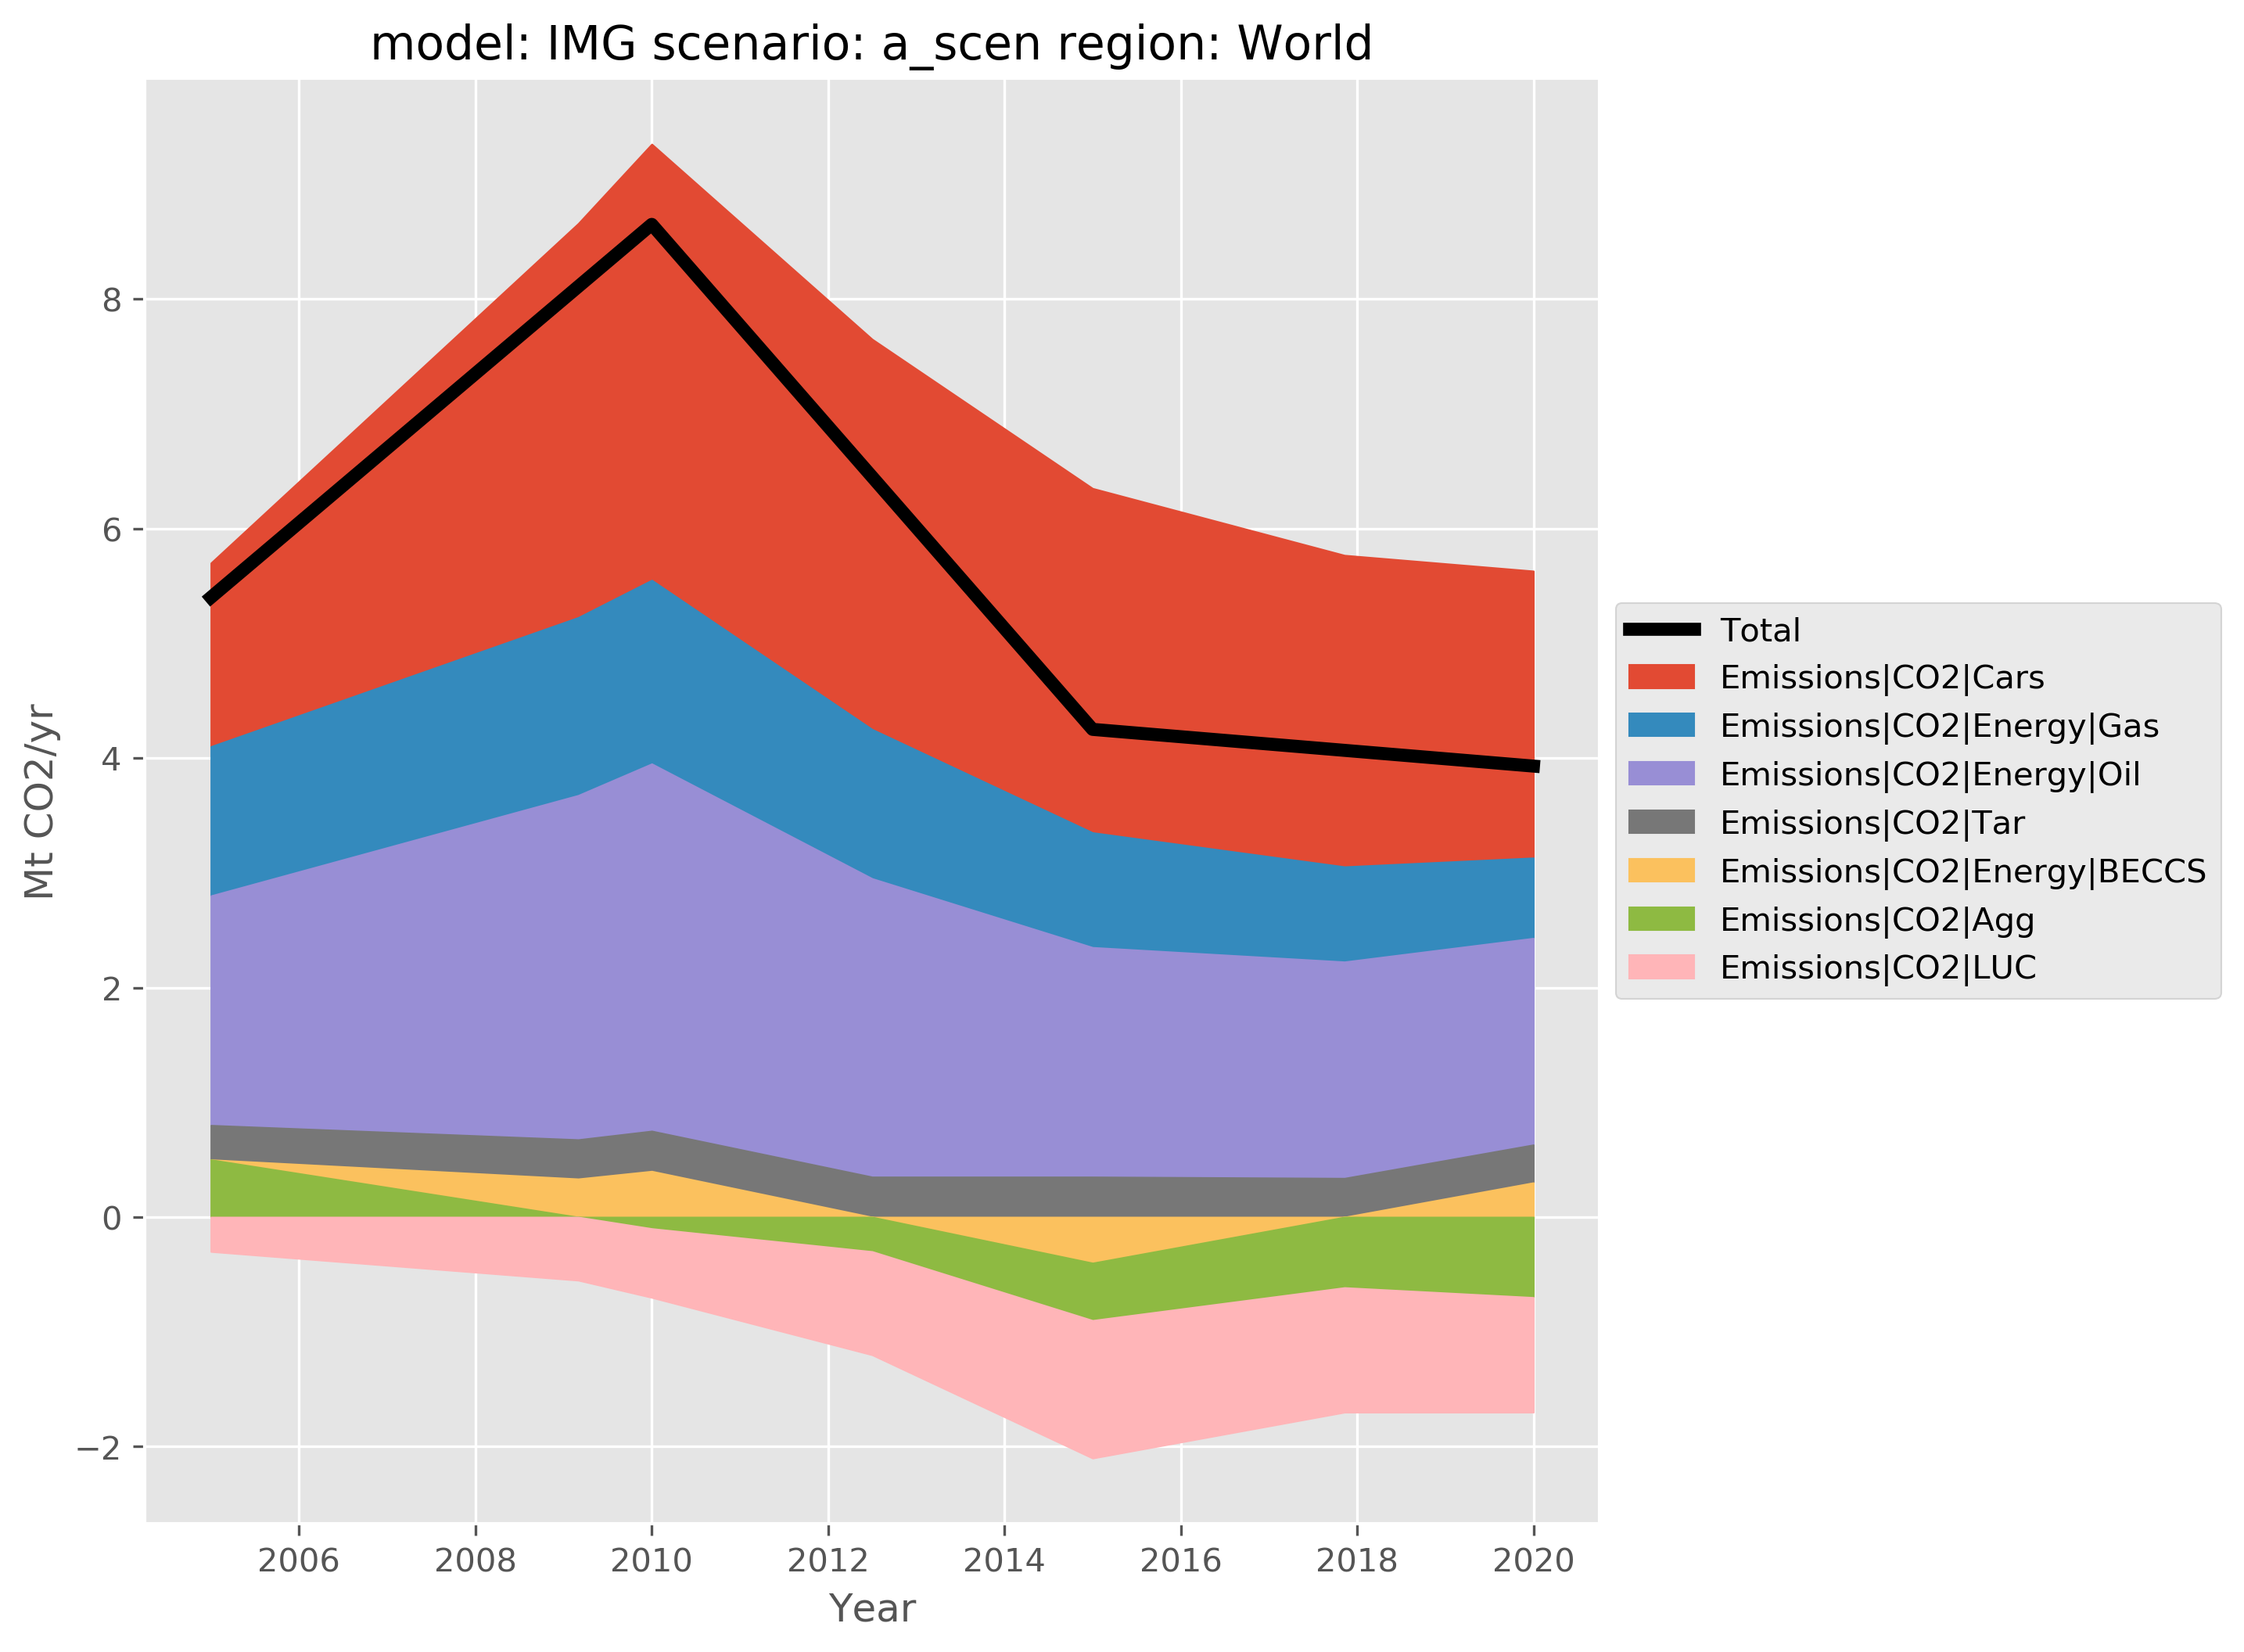 model: IMG scenario: a_scen region: World
Mt CO2/yr
8
6
4
2
0
−2
2006 2008 2010 2012 2014 2016 2018 2020
Year
Total
Emissions|CO2|Cars
Emissions|CO2|Energy|Gas
Emissions|CO2|Energy|Oil
Emissions|CO2|Tar
Emissions|CO2|Energy|BECCS
Emissions|CO2|Agg
Emissions|CO2|LUC